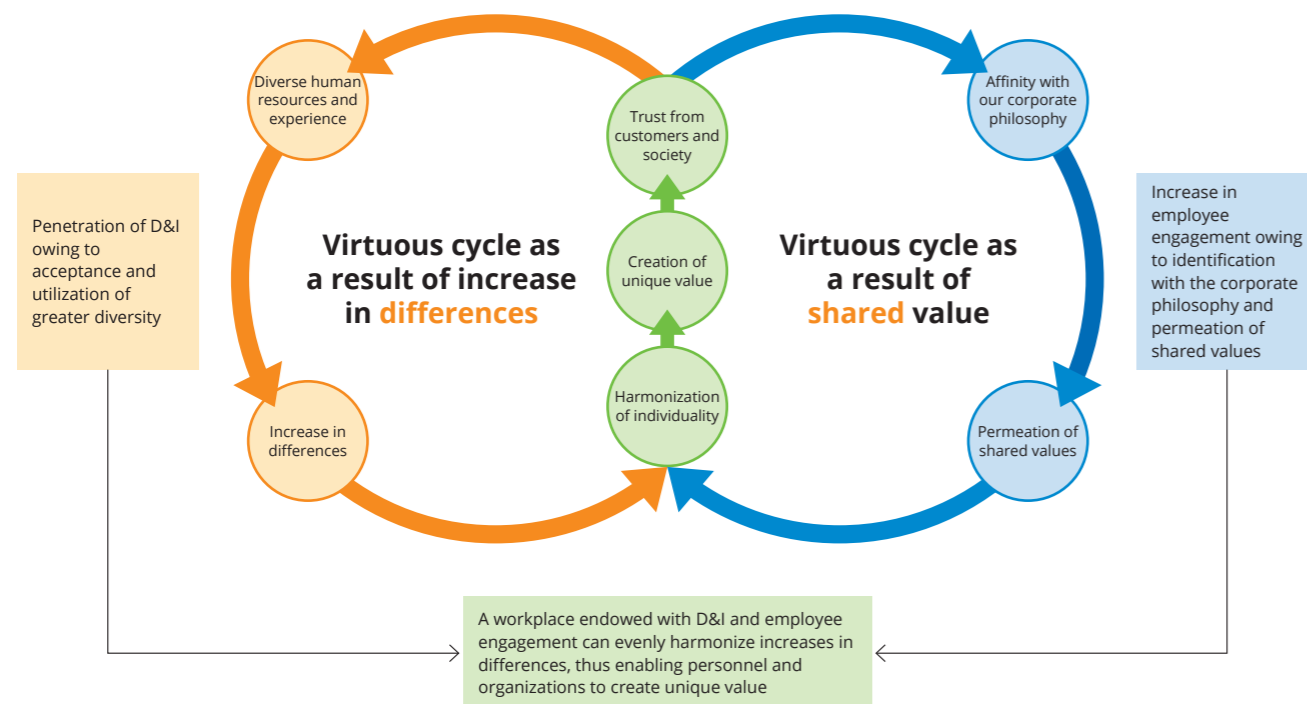 Diverse human
resources and
experience
Trust from
customers and
society
Affinity with
our corporate
philosophy
Penetration of D&I
owing to
acceptance and
utilization of
greater diversity
Virtuous cycle as
a result of increase
in differences
Creation of
unique value
Virtuous cycle as
a result of
shared value
Increase in
employee
engagement owing
to identification
with the corporate
philosophy and
permeation of
shared values
Increase in
differences
Harmonization
of individuality
Permeation of
shared values
A workplace endowed with D&I and employee
engagement can evenly harmonize increases in
differences, thus enabling personnel and
organizations to create unique value